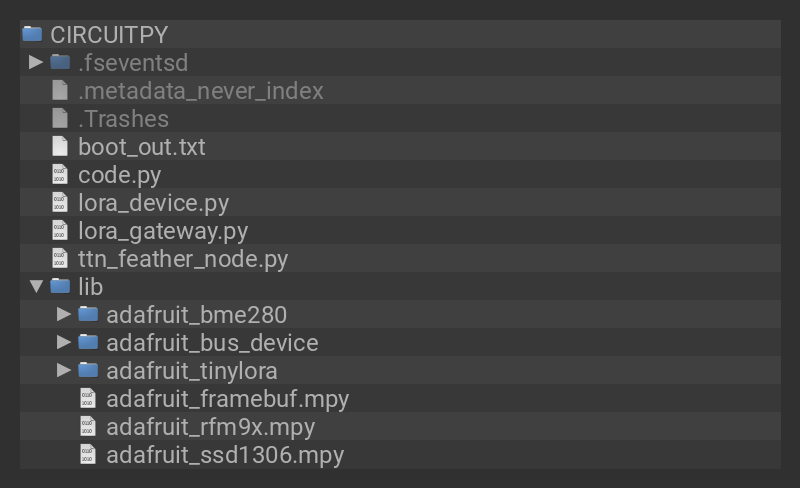 CIRCUITPY
.fseventsd
.metadata_never_index
.Trashes
boot_out.txt
code.py
lora_device.py
lora_gateway.py
ttn_feather_node.py
lib
adafruit_bme280
adafruit_bus_device
adafruit_tinylora
adafruit_framebuf.mpy
adafruit_rfm9x.mpy
adafruit_ssd1306.mpy